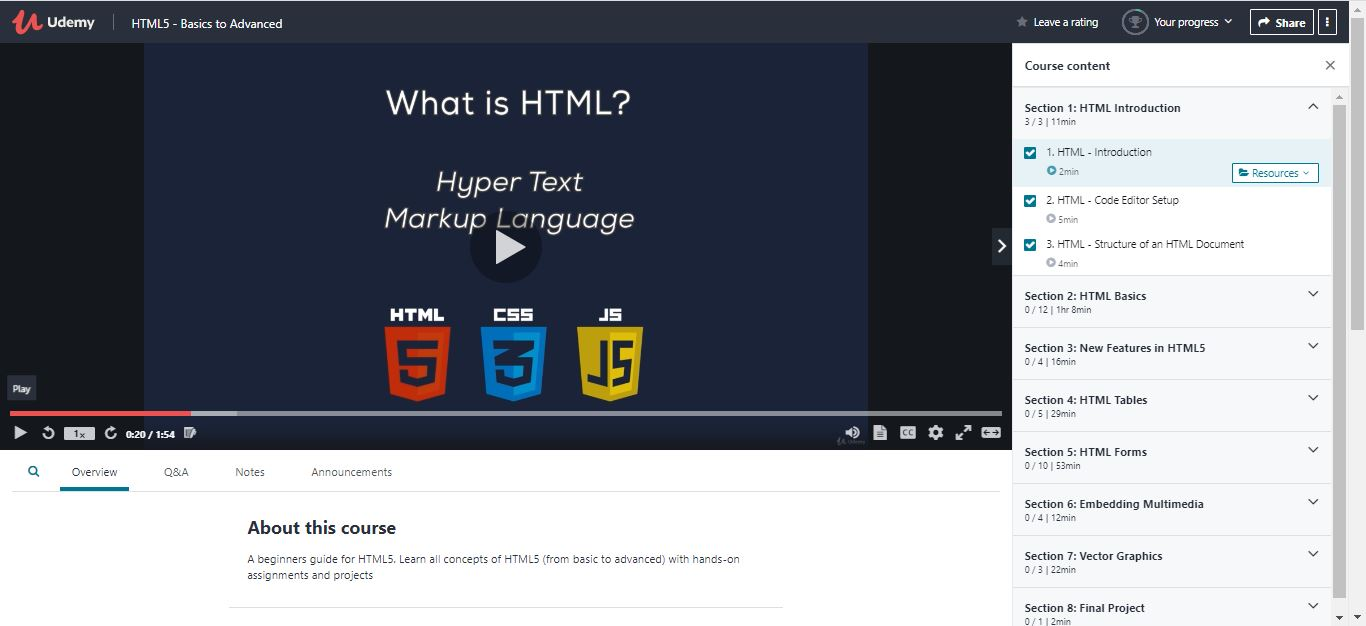 Udemy
HTML5 - Basics to Advanced
Leave a rating
Your progress
Share
What is HTML?
Hyper Text
Markup Language
HTML
5
CSS
3
JS
JS
Play
1x
0:20 / 1:54
Udemy
CC
Overview
Q&A
Notes
Announcements
About this course
A beginners guide for HTML5. Learn all concepts of HTML5 (from basic to advanced) with hands-on
assignments and projects
Course content
Section 1: HTML Introduction
3 / 3 | 11min
1. HTML - Introduction
2min
Resources
2. HTML - Code Editor Setup
5min
3. HTML - Structure of an HTML Document
4min
Section 2: HTML Basics
0 / 12 | 1hr 8min
Section 3: New Features in HTML5
0 / 4 | 16min
Section 4: HTML Tables
0 / 5 | 29min
Section 5: HTML Forms
0 / 10 | 53min
Section 6: Embedding Multimedia
0 / 4 | 12min
Section 7: Vector Graphics
0 / 3 | 22min
Section 8: Final Project
0 / 1 | 2min